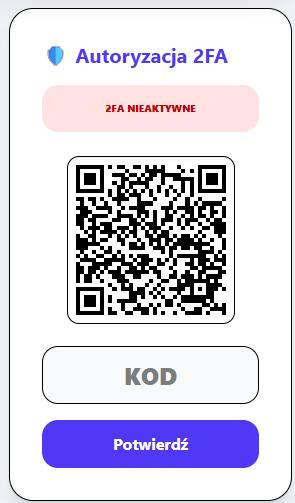 Autoryzacja 2FA
2FA NIEAKTYWNE
KOD
Potwierdź